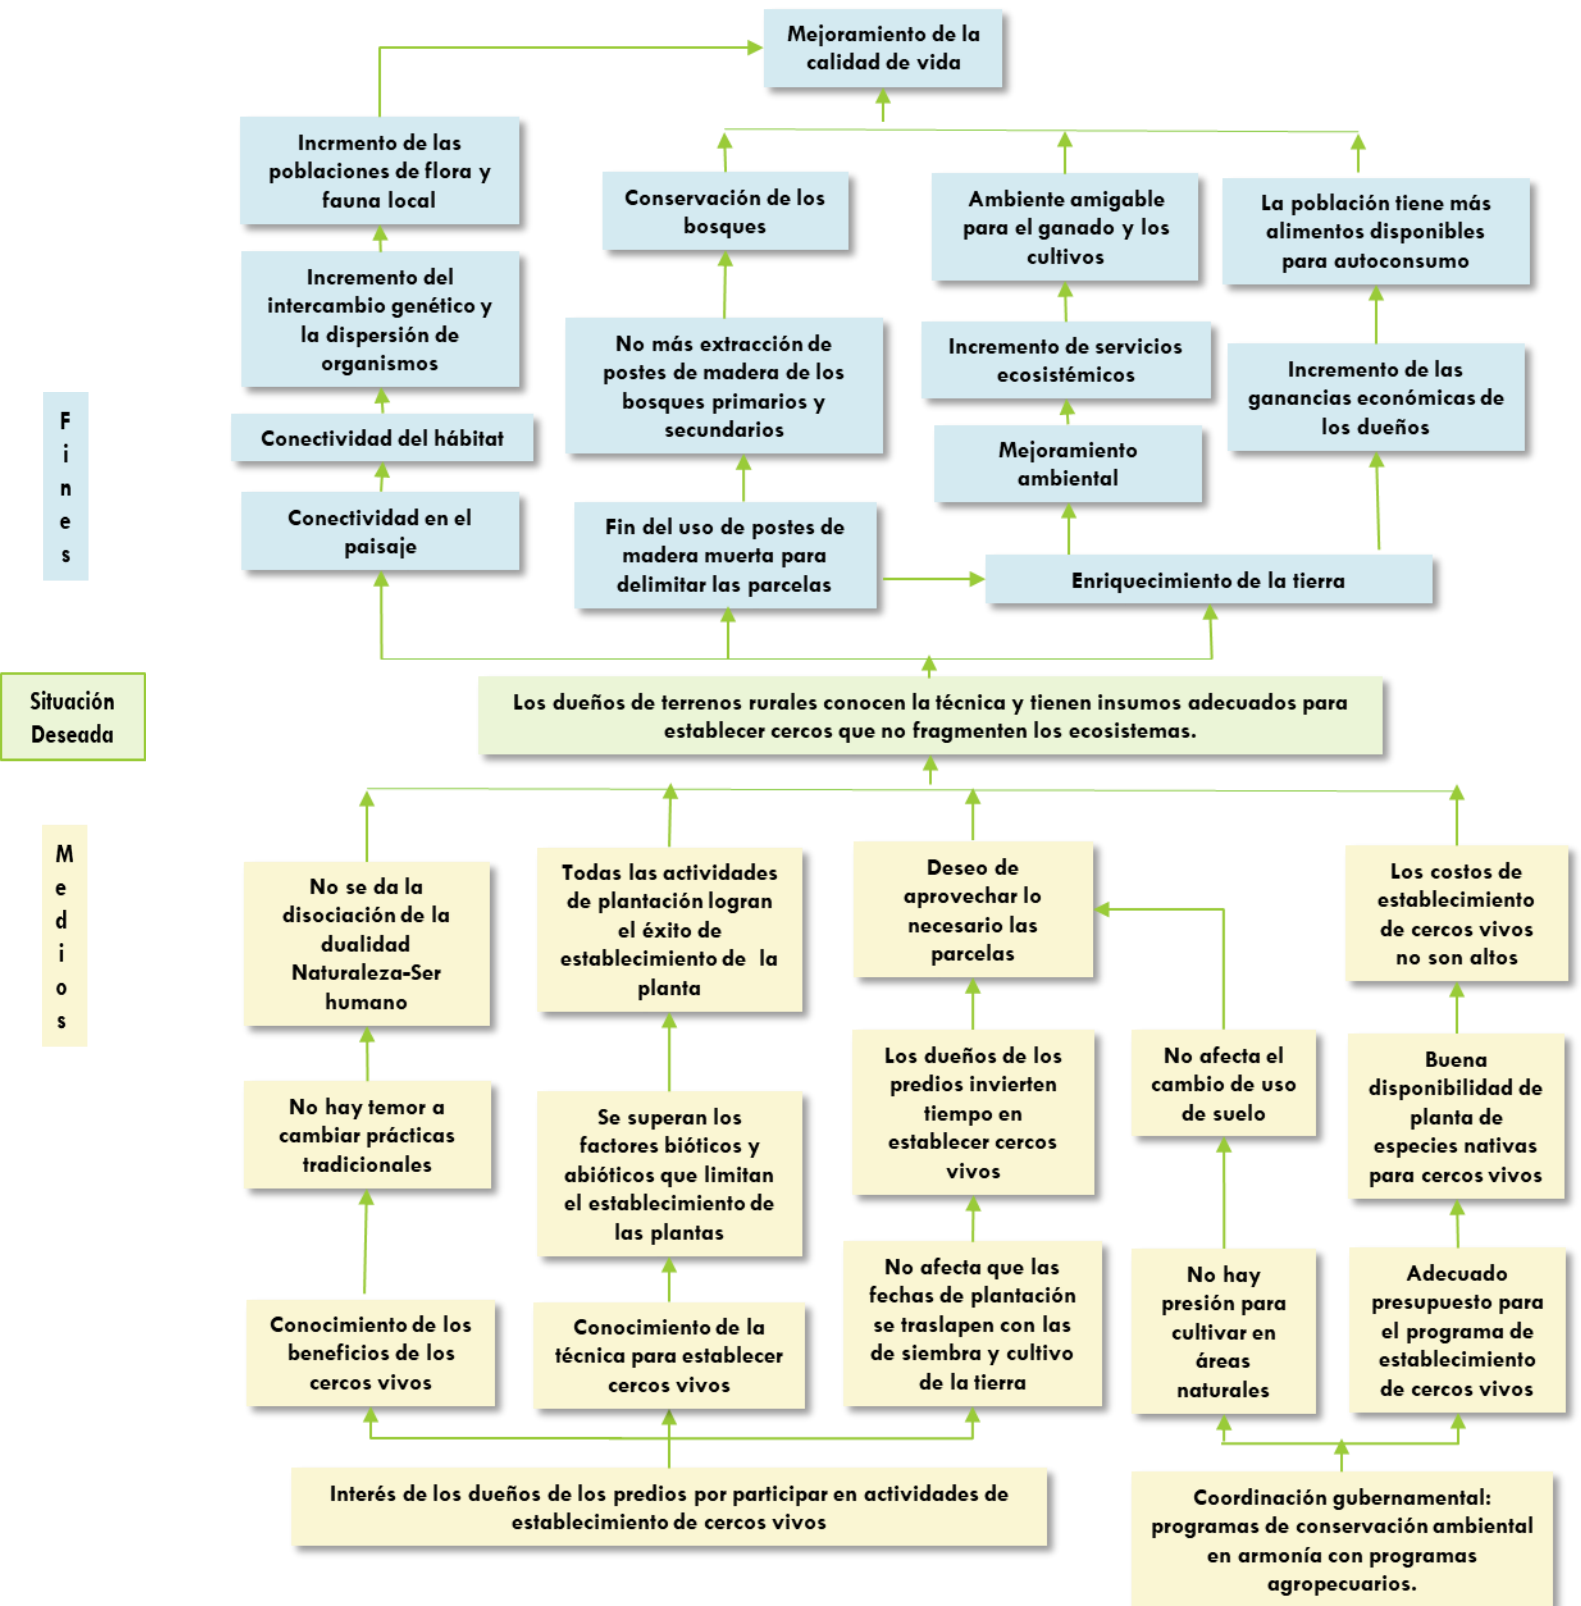 Mejoramiento de la
calidad de vida
Incrmento de las
poblaciones de flora y
fauna local
Conservación de los
bosques
Ambiente amigable
para el ganado y los
cultivos
La población tiene más
alimentos disponibles
para autoconsumo
Incremento del
intercambio genético y
la dispersión de
organismos
No más extracción de
postes de madera de los
bosques primarios y
secundarios
Incremento de servicios
ecosistémicos
Incremento de las
ganancias económicas de
los dueños
Fines
Conectividad del hábitat
Mejoramiento
ambiental
Conectividad en el
paisaje
Fin del uso de postes de
madera muerta para
delimitar las parcelas
Enriquecimiento de la tierra
Situación
Deseada
Los dueños de terrenos rurales conocen la técnica y tienen insumos adecuados para
establecer cercos que no fragmenten los ecosistemas.
Medios
No se da la
disociación de la
dualidad
Naturaleza-Ser
humano
Todas las actividades
de plantación logran
el éxito de
establecimiento de la
planta
Deseo de
aprovechar lo
necesario las
parcelas
Los costos de
establecimiento
de cercos vivos
no son altos
No hay temor a
cambiar prácticas
tradicionales
Se superan los
factores bióticos y
abióticos que limitan
el establecimiento de
las plantas
Los dueños de los
predios invierten
tiempo en
establecer cercos
vivos
No afecta el
cambio de uso
de suelo
Buena
disponibilidad de
planta de
especies nativas
para cercos vivos
Conocimiento de los
beneficios de los
cercos vivos
Conocimiento de la
técnica para establecer
cercos vivos
No afecta que las
fechas de plantación
se traslapen con las
de siembra y cultivo
de la tierra
No hay
presión para
cultivar en
áreas
naturales
Adecuado
presupuesto para
el programa de
establecimiento
de cercos vivos
Interés de los dueños de los predios por participar en actividades de
establecimiento de cercos vivos
Coordinación gubernamental:
programas de conservación ambiental
en armonía con programas
agropecuarios.